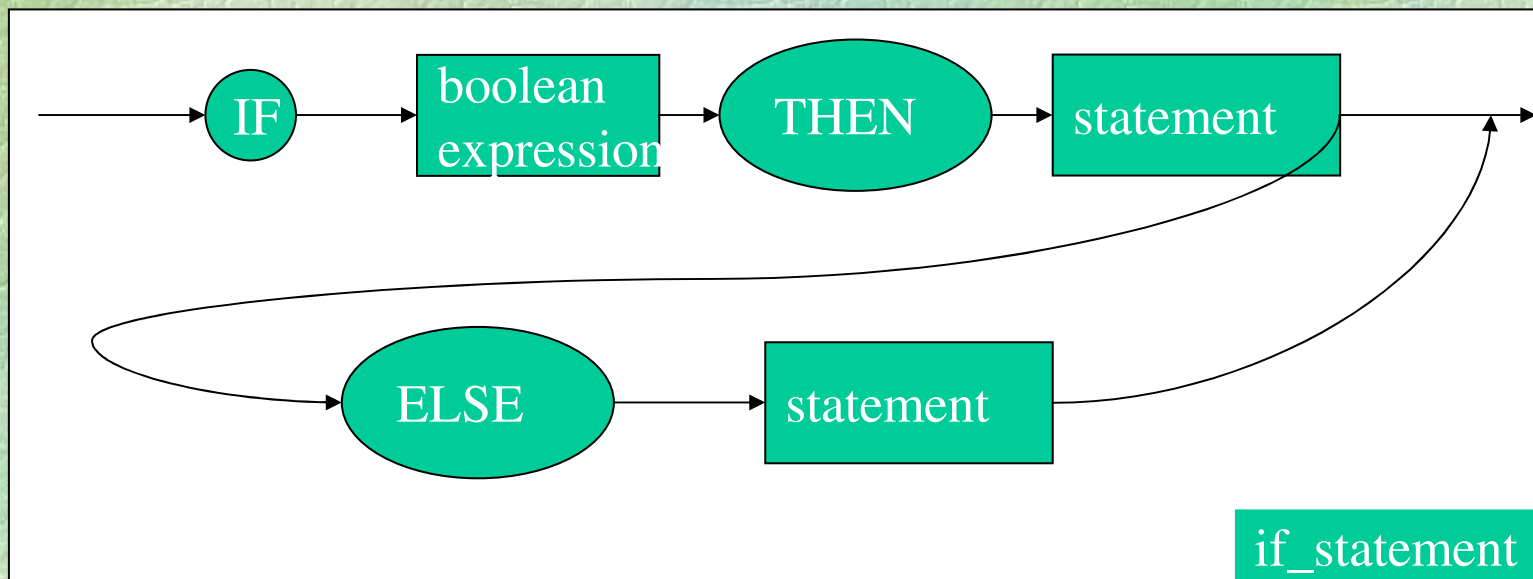 IF
boolean
expression
THEN
statement
ELSE
statement
if_statement